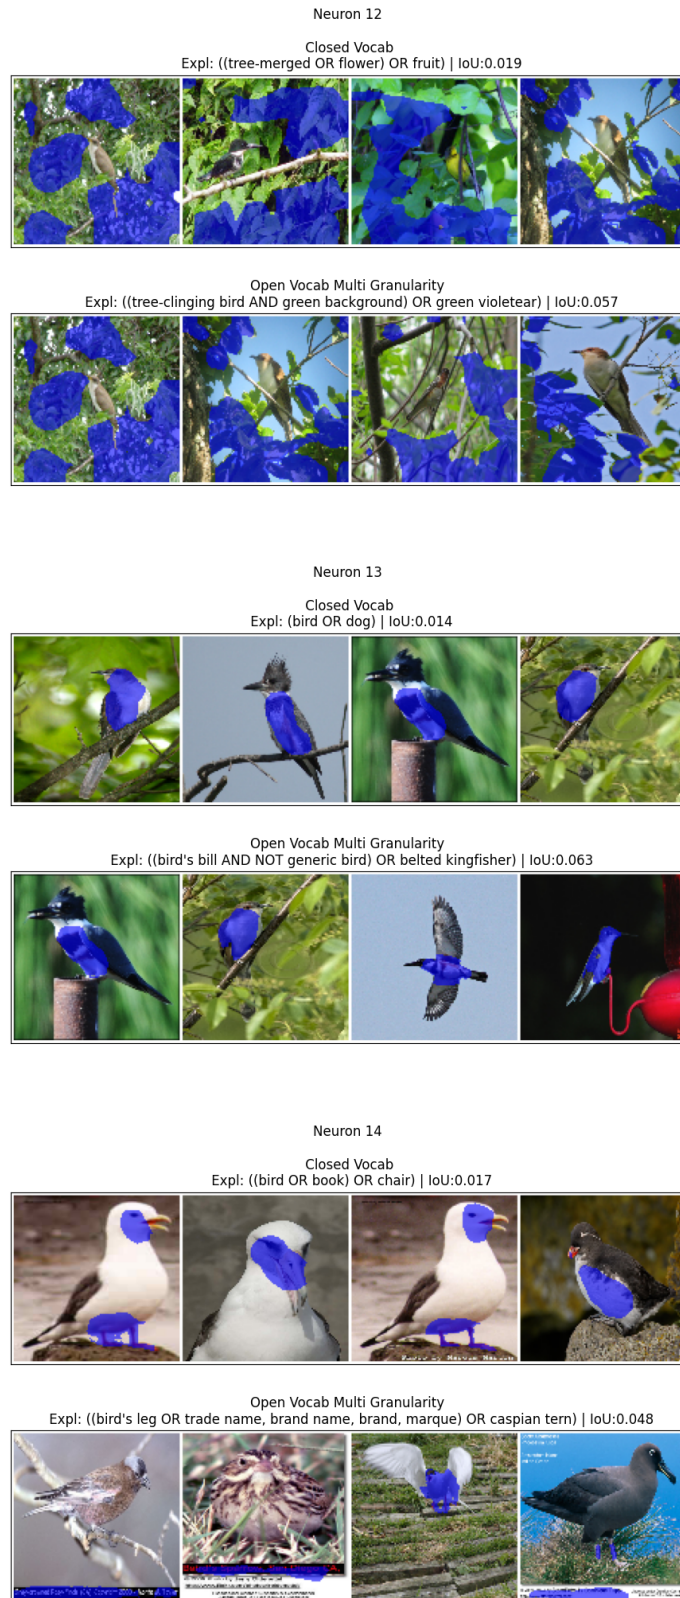 Neuron 12
Closed Vocab
Expl: ((tree-merged OR flower) OR fruit) | IoU:0.019
Open Vocab Multi Granularity
Expl: ((tree-clinging bird AND green background) OR green violetear) | IoU:0.057
Neuron 13
Closed Vocab
Expl: (bird OR dog) | IoU:0.014
Open Vocab Multi Granularity
Expl: ((bird's bill AND NOT generic bird) OR belted kingfisher) | IoU:0.063
Neuron 14
Closed Vocab
Expl: ((bird OR book) OR chair) | IoU:0.017
Open Vocab Multi Granularity
Expl: ((bird's leg OR trade name, brand name, brand, marque) OR caspian tern) | IoU:0.048